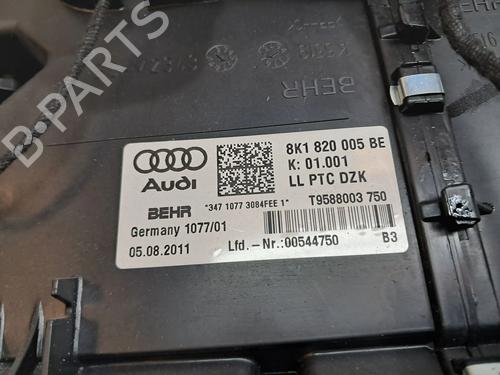 BEHR
Audi
BEHR
*347 1077 3084FEE 1*
Germany 1077/01
05.08.2011
8K1 820 005 BE
K: 01.001
LL PTC DZK
T9588003 750
Lfd.-Nr.:00544750
B3